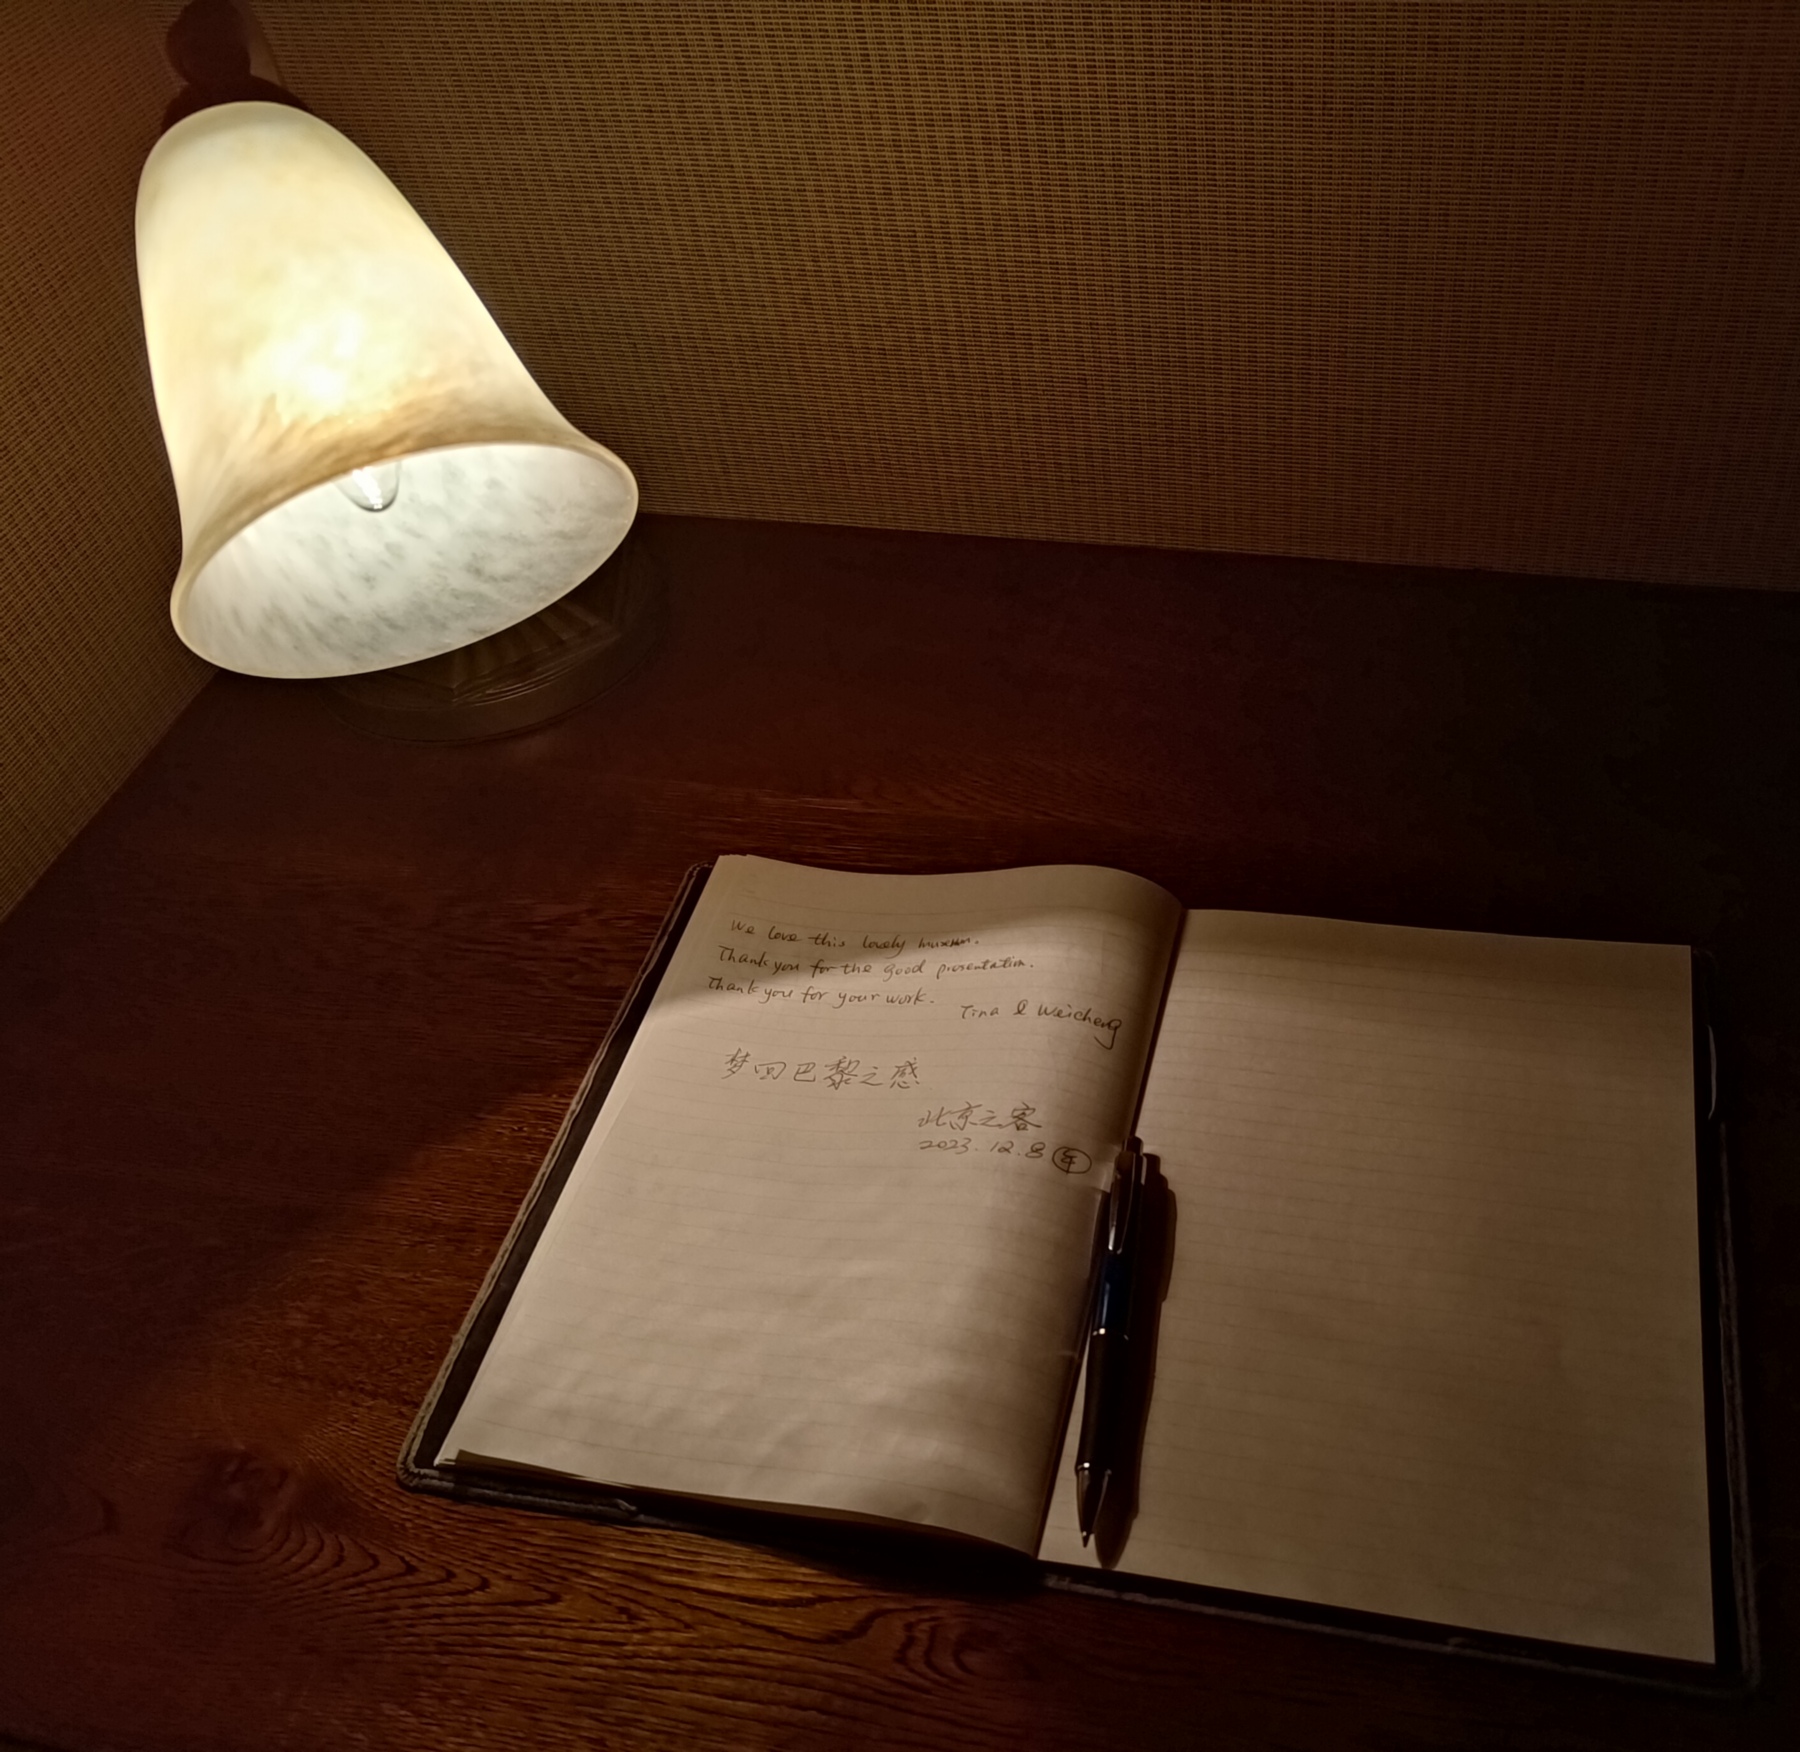 We love this lovely museum.
Thank you for the good presentation.
Thank you for your work.
Tina & Weicheng
梦回巴黎之感
北京之客
2023.12.8